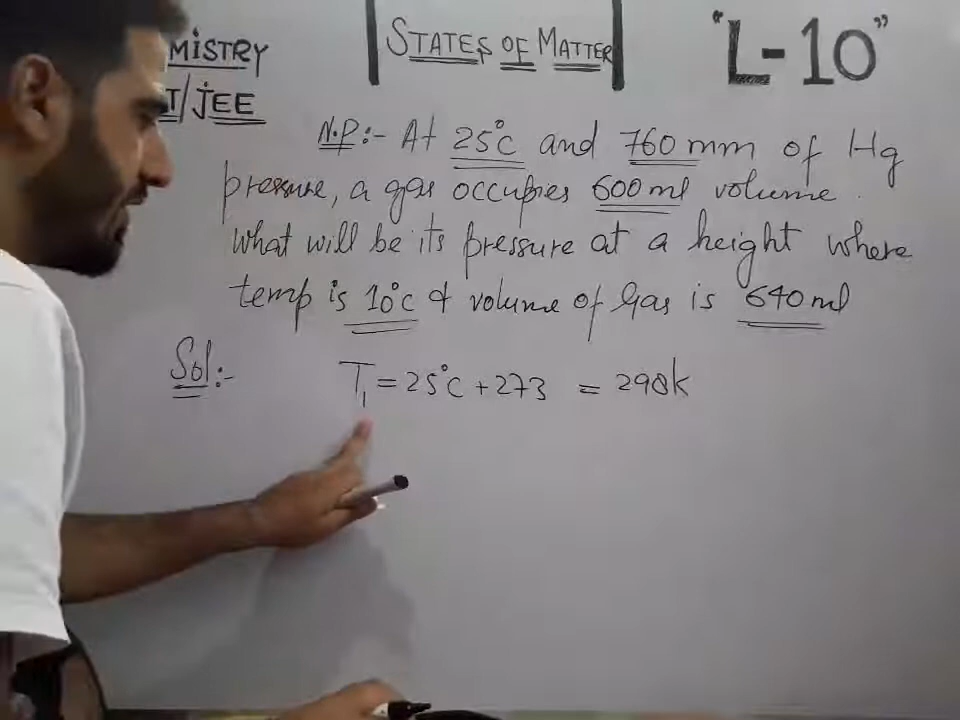 MISTRY
T/JEE
STATES OF MATTER
"L-10"
N.P:- At 25°C and 760 mm of Hg
pressure, a gas occupies 600 ml volume.
What will be its pressure at a height where
temp is 10°C & volume of Gas is 640 ml
Sol:- T₁ = 25°C + 273 = 298k